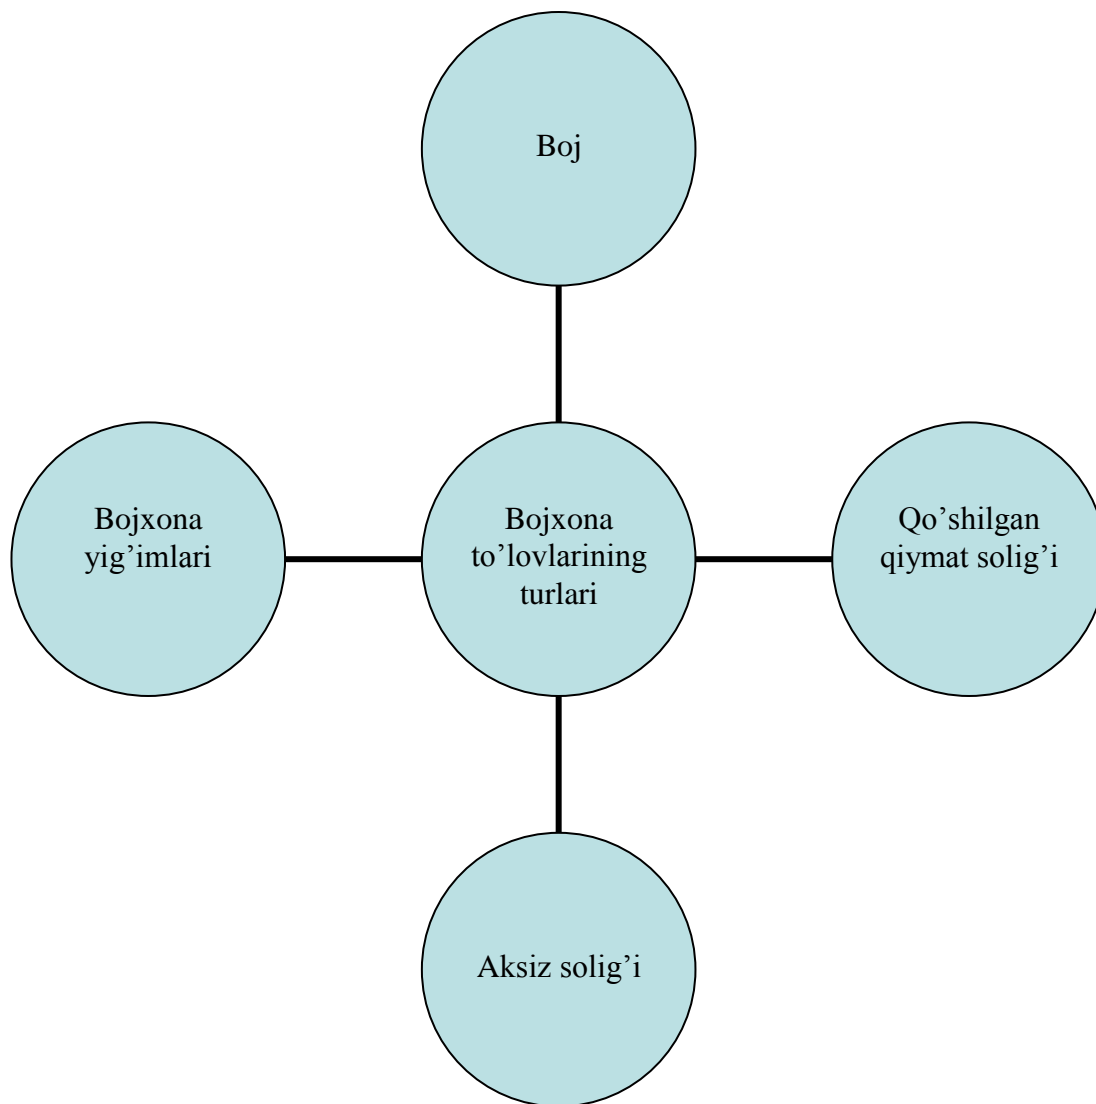 Boj
Bojxona
yig’imlari
Bojxona
to’lovlarining
turlari
Qo’shilgan
qiymat solig’i
Aksiz solig’i